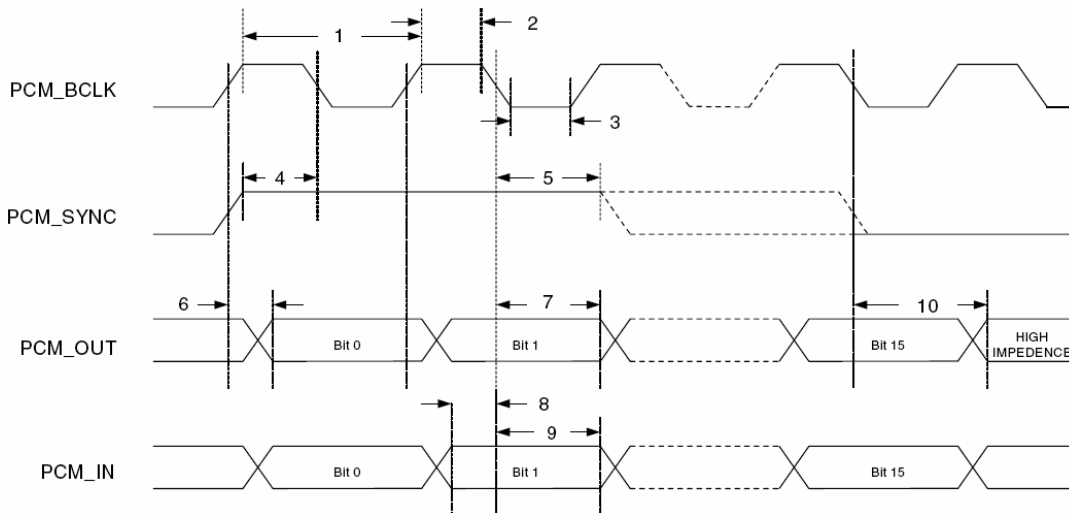 1
2
PCM_BCLK
3
4
5
PCM_SYNC
6
7
10
PCM_OUT
Bit 0
Bit 1
Bit 15
HIGH
IMPEDENCE
8
9
PCM_IN
Bit 0
Bit 1
Bit 15